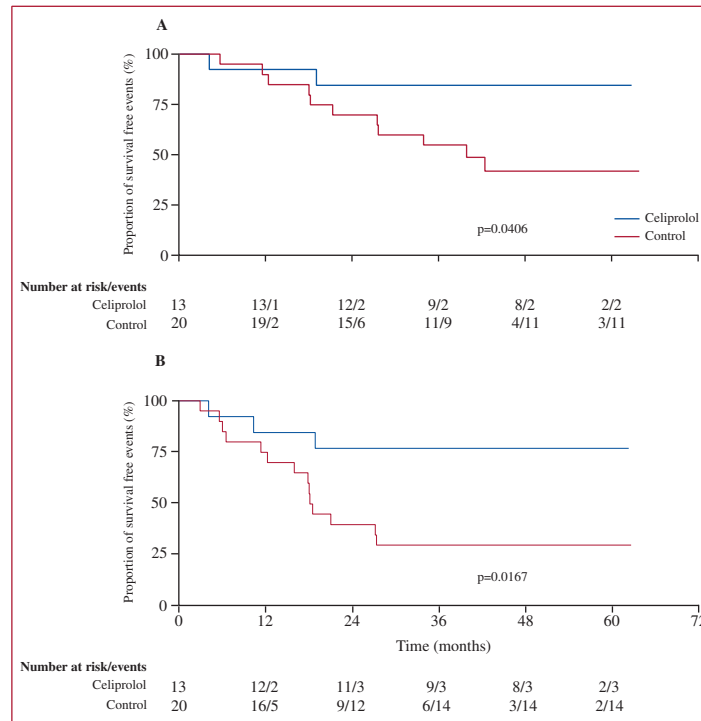 A
Proportion of survival free events (%)
100
75
50
25
0
p=0.0406
Celiprolol
Control
Number at risk/events
Celiprolol 13 13/1 12/2 9/2 8/2 2/2
Control 20 19/2 15/6 11/9 4/11 3/11
B
Proportion of survival free events (%)
100
75
50
25
0
p=0.0167
0 12 24 36 48 60 72
Time (months)
Number at risk/events
Celiprolol 13 12/2 11/3 9/3 8/3 2/3
Control 20 16/5 9/12 6/14 3/14 2/14